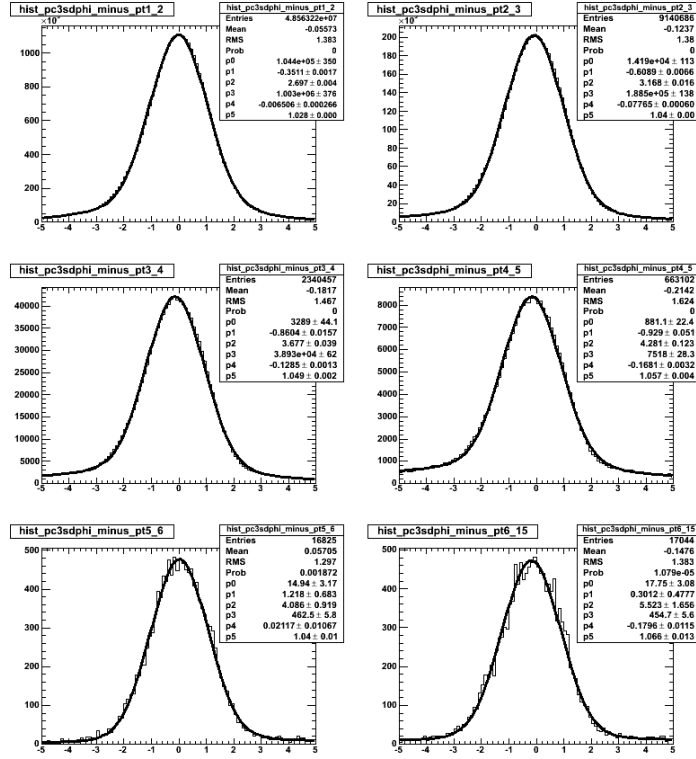 hist_pc3sdphi_minus_pt1_2
hist_pc3sdphi_minus_pt1_2
Entries 4.856322e+07
Mean -0.05573
RMS 1.383
Prob 0
p0 1.044e+05 ± 350
p1 -0.3511 ± 0.0017
p2 2.697 ± 0.004
p3 1.003e+06 ± 376
p4 -0.006506 ± 0.000266
p5 1.028 ± 0.000
1000
800
600
400
200
0
-5 -4 -3 -2 -1 0 1 2 3 4 5
hist_pc3sdphi_minus_pt2_3
hist_pc3sdphi_minus_pt2_3
Entries 9140686
Mean -0.1237
RMS 1.38
Prob 0
p0 1.419e+04 ± 113
p1 -0.6089 ± 0.0066
p2 3.168 ± 0.016
p3 1.885e+05 ± 138
p4 -0.07765 ± 0.00060
p5 1.04 ± 0.00
200
180
160
140
120
100
80
60
40
20
0
-5 -4 -3 -2 -1 0 1 2 3 4 5
hist_pc3sdphi_minus_pt3_4
hist_pc3sdphi_minus_pt3_4
Entries 2340457
Mean -0.1817
RMS 1.467
Prob 0
p0 3289 ± 44.1
p1 -0.8604 ± 0.0157
p2 3.677 ± 0.039
p3 3.893e+04 ± 62
p4 -0.1285 ± 0.0013
p5 1.049 ± 0.002
40000
35000
30000
25000
20000
15000
10000
5000
0
-5 -4 -3 -2 -1 0 1 2 3 4 5
hist_pc3sdphi_minus_pt4_5
hist_pc3sdphi_minus_pt4_5
Entries 663102
Mean -0.2142
RMS 1.624
Prob 0
p0 881.1 ± 22.4
p1 -0.929 ± 0.051
p2 4.281 ± 0.123
p3 7518 ± 28.3
p4 -0.1681 ± 0.0032
p5 1.057 ± 0.004
8000
7000
6000
5000
4000
3000
2000
1000
0
-5 -4 -3 -2 -1 0 1 2 3 4 5
hist_pc3sdphi_minus_pt5_6
hist_pc3sdphi_minus_pt5_6
Entries 16825
Mean 0.05705
RMS 1.297
Prob 0.001872
p0 14.94 ± 3.17
p1 1.218 ± 0.683
p2 4.086 ± 0.919
p3 462.5 ± 5.8
p4 0.02117 ± 0.01067
p5 1.04 ± 0.01
500
400
300
200
100
0
-5 -4 -3 -2 -1 0 1 2 3 4 5
hist_pc3sdphi_minus_pt6_15
hist_pc3sdphi_minus_pt6_15
Entries 17044
Mean -0.1476
RMS 1.383
Prob 1.079e-05
p0 17.75 ± 3.08
p1 0.3012 ± 0.4777
p2 5.523 ± 1.656
p3 454.7 ± 5.6
p4 -0.1796 ± 0.0115
p5 1.066 ± 0.013
500
400
300
200
100
0
-5 -4 -3 -2 -1 0 1 2 3 4 5